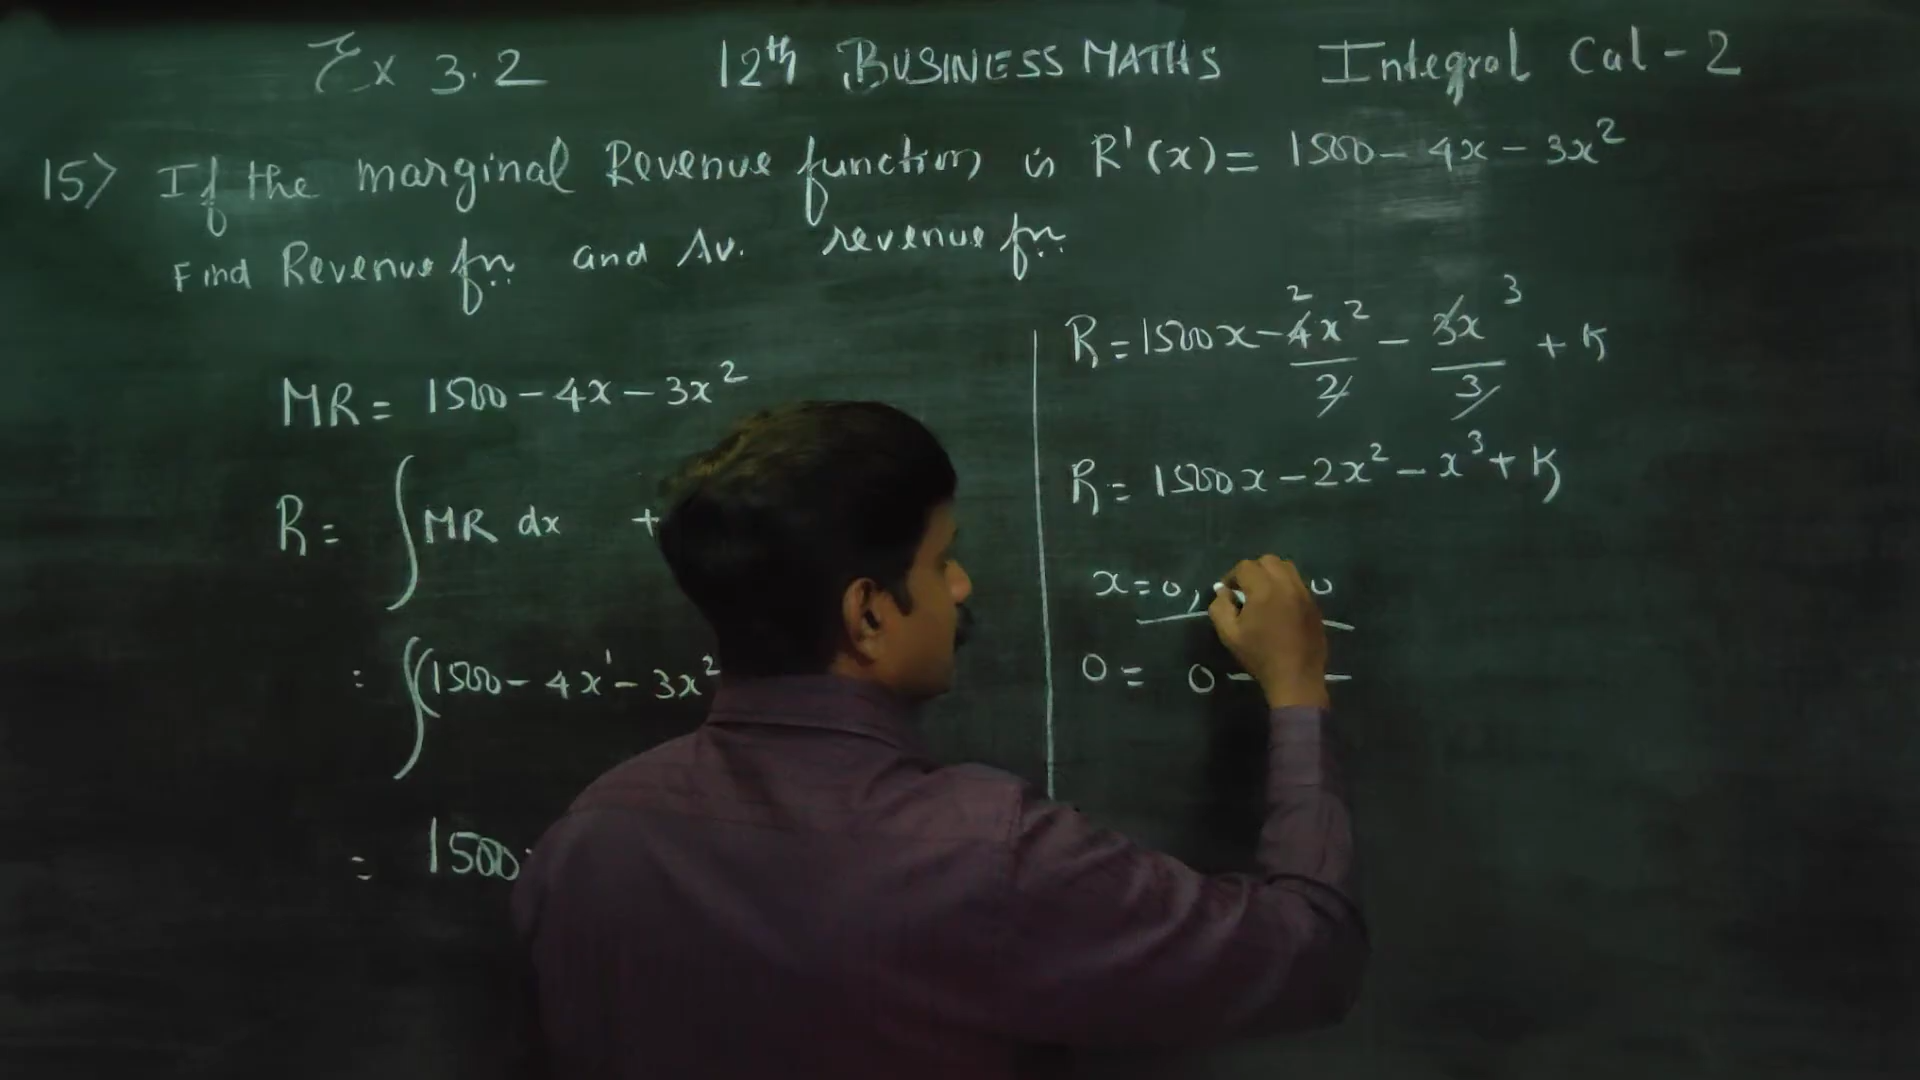 Ex 3.2 12th BUSINESS MATHS Integral Cal - 2
15) If the marginal Revenue function is R'(x) = 1500 - 4x - 3x²
Find Revenue fn.. and Av. revenue fn..
MR = 1500 - 4x - 3x²
R = ∫ MR dx +
= ∫(1500 - 4x¹ - 3x²
= 1500
R = 1500x - 4x²/2 - 3x³/3 + K
2
R = 1500x - 2x² - x³ + K
x = 0, 0
0 = 0 - -